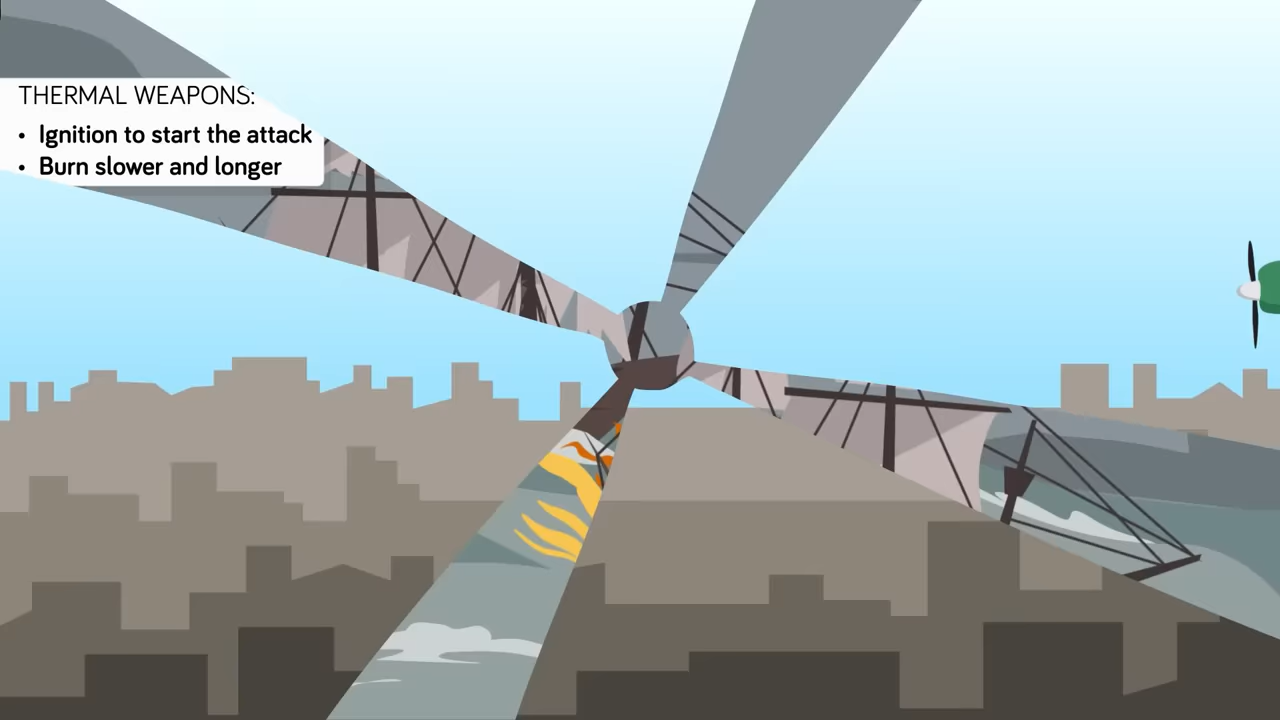 THERMAL WEAPONS:
• Ignition to start the attack
• Burn slower and longer